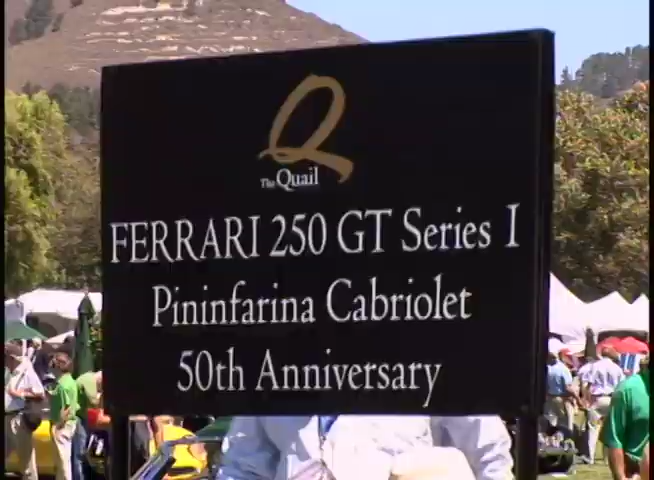 The Quail
FERRARI 250 GT Series I
Pininfarina Cabriolet
50th Anniversary